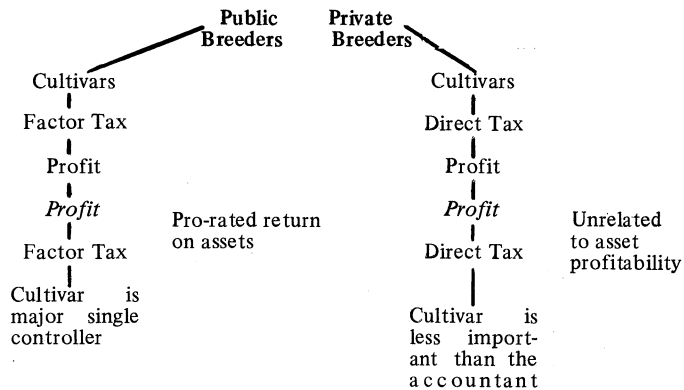 Public
Breeders
Private
Breeders
Cultivars
Factor Tax
Profit
Profit
Factor Tax
Cultivar is
major single
controller
Pro-rated return
on assets
Cultivars
Direct Tax
Profit
Profit
Direct Tax
Cultivar is
less import-
ant than the
accountant
Unrelated
to asset
profitability